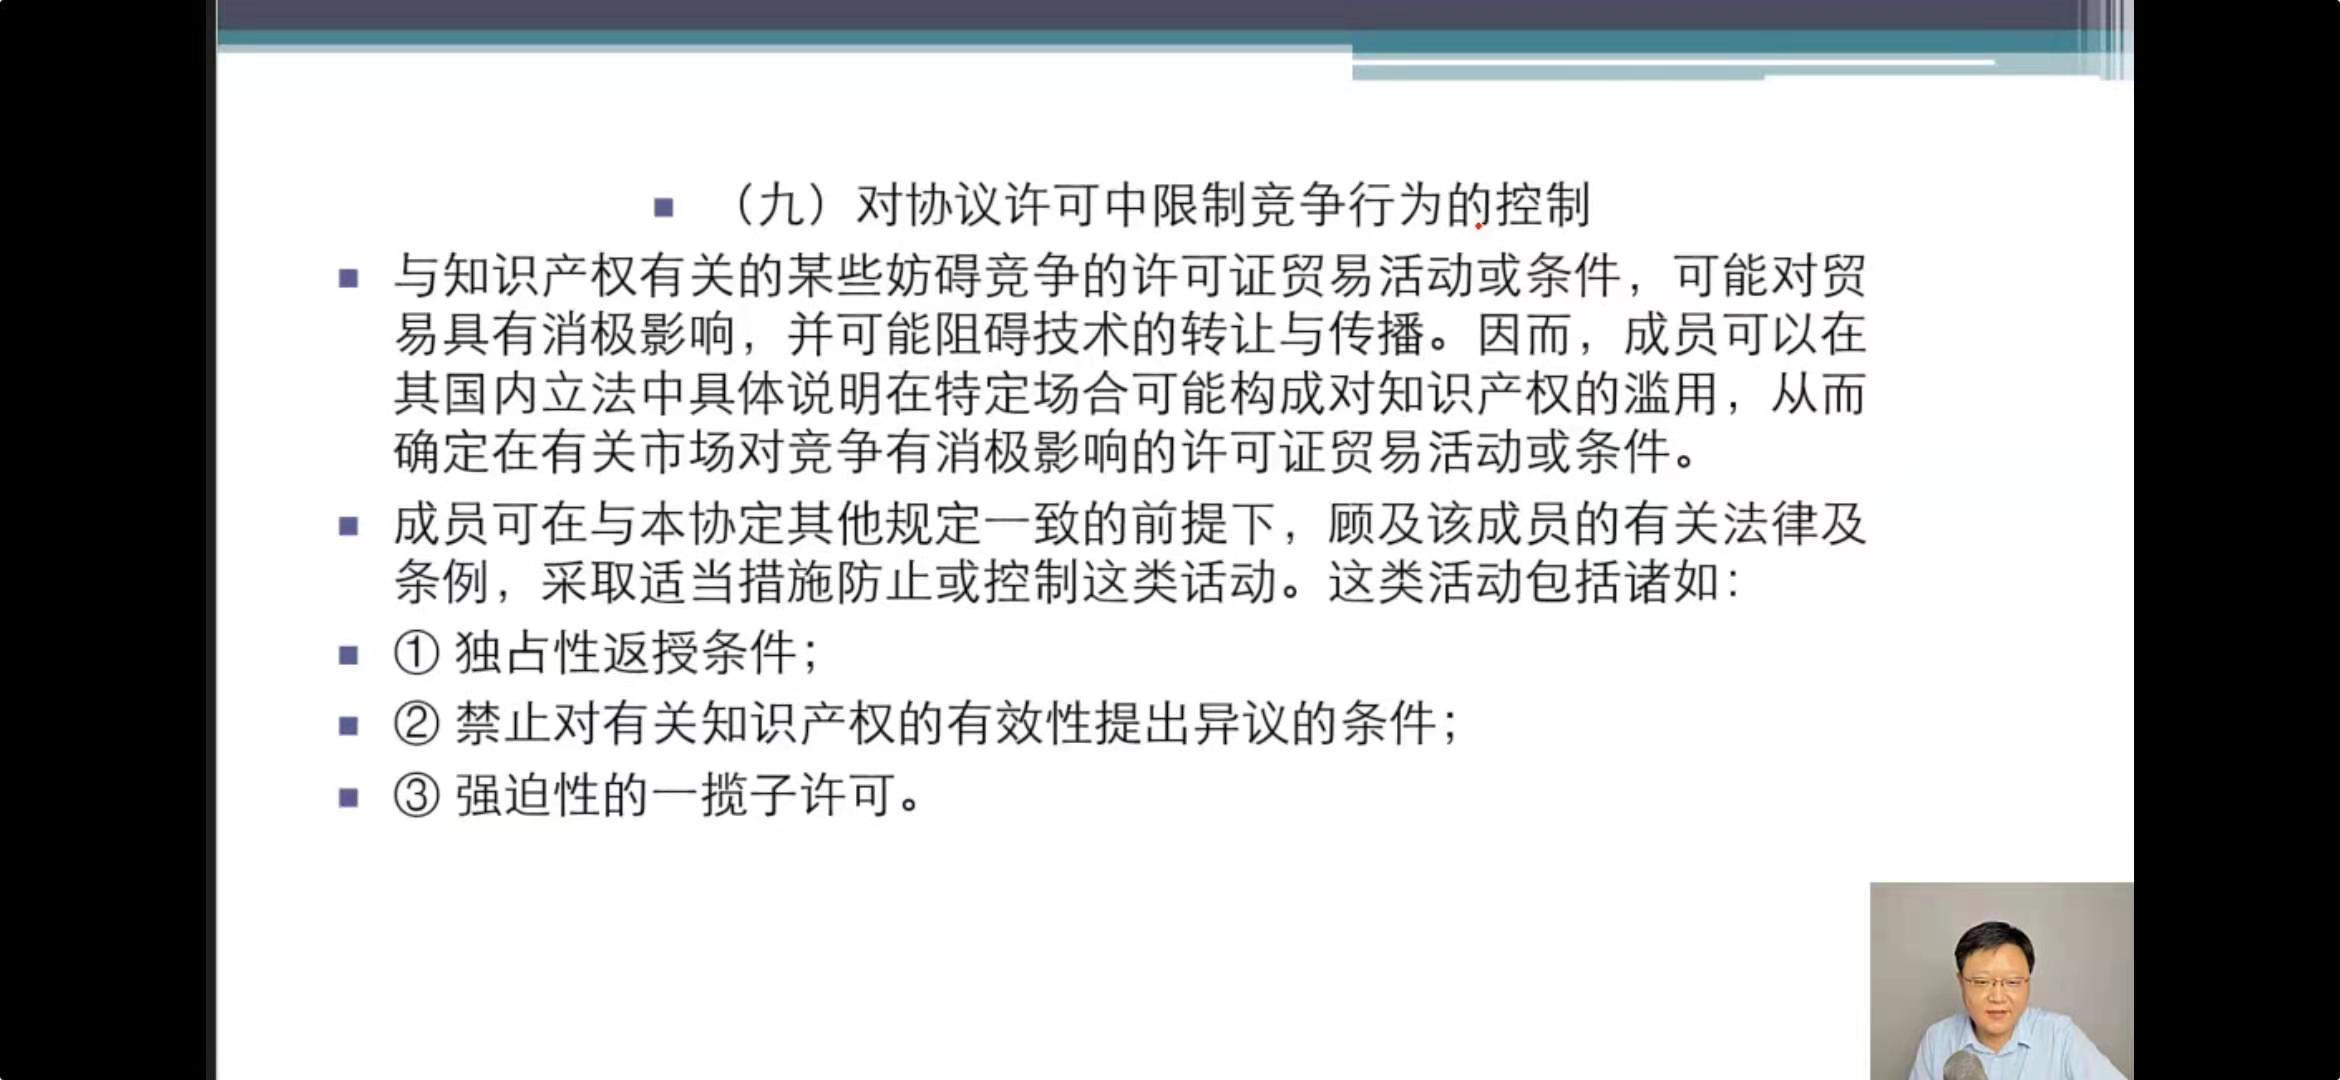 （九）对协议许可中限制竞争行为的控制
与知识产权有关的某些妨碍竞争的许可证贸易活动或条件，可能对贸
易具有消极影响，并可能阻碍技术的转让与传播。因而，成员可以在
其国内立法中具体说明在特定场合可能构成对知识产权的滥用，从而
确定在有关市场对竞争有消极影响的许可证贸易活动或条件。
成员可在与本协定其他规定一致的前提下，顾及该成员的有关法律及
条例，采取适当措施防止或控制这类话动。这类活动包括诸如：
① 独占性返授条件；
② 禁止对有关知识产权的有效性提出异议的条件；
③ 强迫性的一揽子许可。